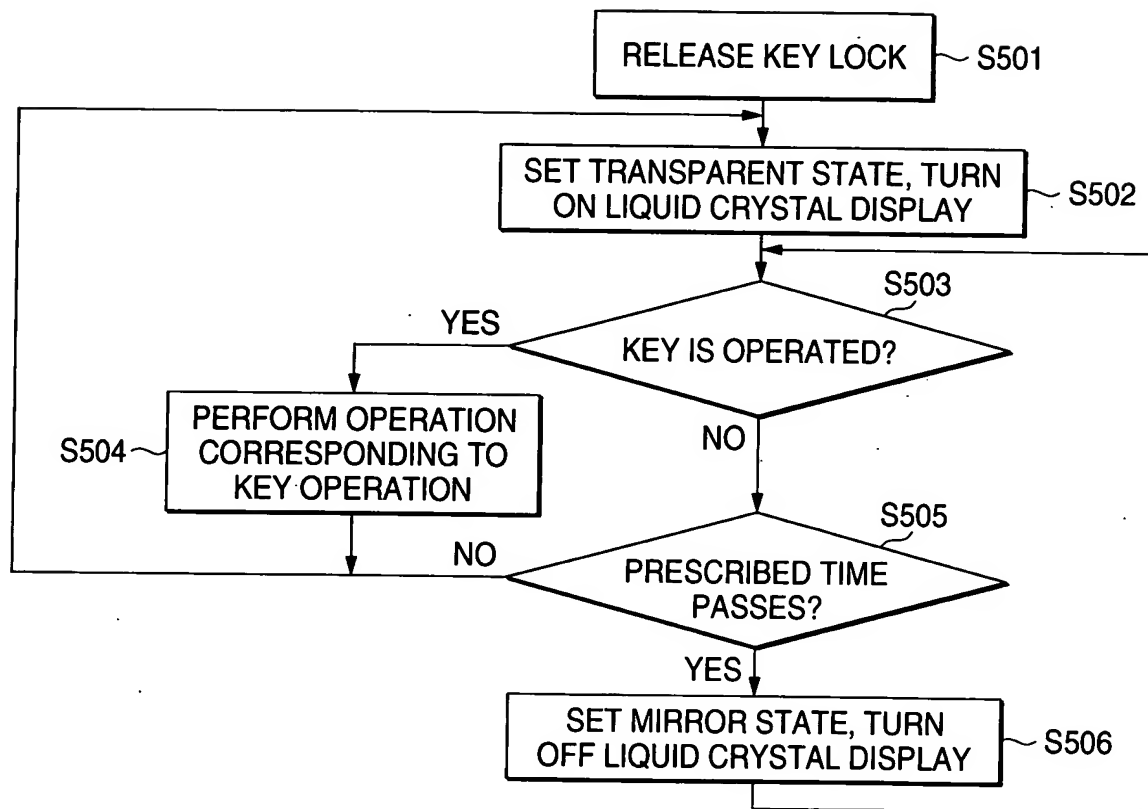 RELEASE KEY LOCK
S501
SET TRANSPARENT STATE, TURN
ON LIQUID CRYSTAL DISPLAY
S502
S503
YES
KEY IS OPERATED?
PERFORM OPERATION
CORRESPONDING TO
KEY OPERATION
S504
NO
S505
NO
PRESCRIBED TIME
PASSES?
YES
SET MIRROR STATE, TURN
OFF LIQUID CRYSTAL DISPLAY
S506